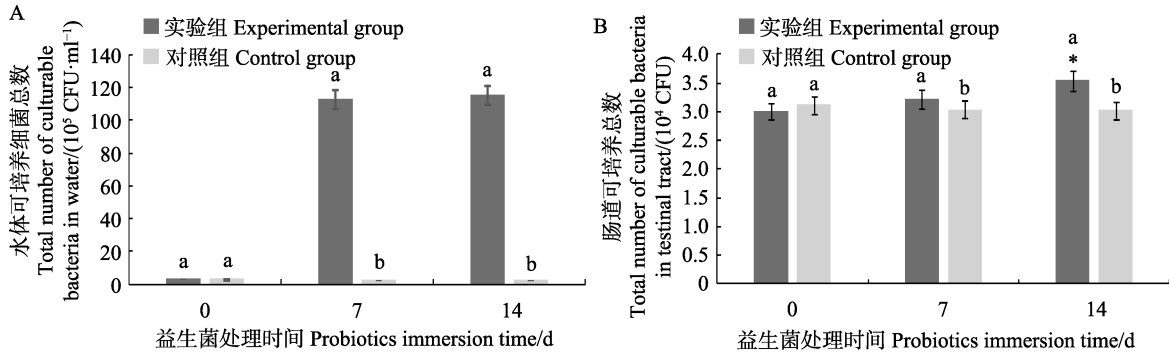 A
实验组 Experimental group
对照组 Control group
水体可培养细菌总数
Total number of culturable
bacteria in water/(10⁵ CFU·ml⁻¹)
140
120
100
80
60
40
20
0
a a
a b
a b
0 7 14
益生菌处理时间 Probiotics immersion time/d
B
实验组 Experimental group
对照组 Control group
肠道可培养总数
Total number of culturable bacteria
in testinal tract/(10⁴ CFU)
4.0
3.5
3.0
2.5
2.0
1.5
1.0
0.5
0
a a
a b
a
* b
0 7 14
益生菌处理时间 Probiotics immersion time/d